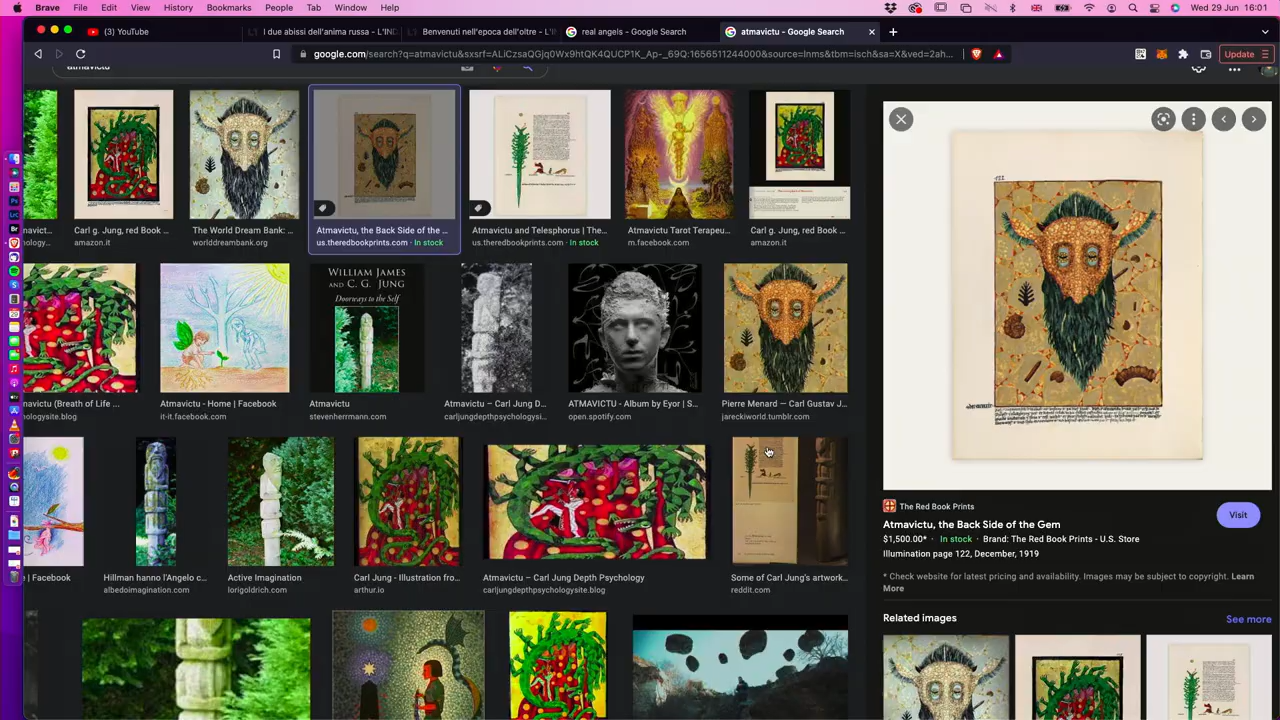 Brave File Edit View History Bookmarks People Tab Window Help Wed 29 Jun 16:01
(3) YouTube
I due abissi dell'anima russa - L'IND
Benvenuti nell'epoca dell'oltre - L'I
real angels - Google Search
atmavictu - Google Search
google.com/search?q=atmavictu&sxsrf=ALiCzsaQGjq0Wx9htQK4QUCP1K_Ap-_69Q:1656511244000&source=lnms&tbm=isch&sa=X&ved=2ah...
Update
atmavictu
Carl g. Jung, red Book ...
amazon.it
The World Dream Bank: ...
worlddreambank.org
Atmavictu, the Back Side of the ...
us.theredbookprints.com · In stock
Atmavictu and Telesphorus | The...
us.theredbookprints.com · In stock
Atmavictu Tarot Terapeu...
m.facebook.com
Carl g. Jung, red Book ...
amazon.it
WILLIAM JAMES
AND C. G. JUNG
Doorways to the Self
(Breath of Life ...
Atmavictu - Home | Facebook
it-it.facebook.com
Atmavictu
stevenherrmann.com
Atmavictu – Carl Jung D...
carljungdepthpsychologysi...
ATMAVICTU - Album by Eyor | S...
open.spotify.com
Pierre Menard — Carl Gustav J...
jareckiworld.tumblr.com
| Facebook
Hillman hanno l'Angelo c...
albedoimagination.com
Active Imagination
lorigoldrich.com
Carl Jung - Illustration fro...
arthur.io
Atmavictu – Carl Jung Depth Psychology
carljungdepthpsychologysite.blog
Some of Carl Jung's artwork...
reddit.com
122
The Red Book Prints
Atmavictu, the Back Side of the Gem
Visit
$1,500.00* · In stock · Brand: The Red Book Prints - U.S. Store
Illumination page 122, December, 1919
* Check website for latest pricing and availability. Images may be subject to copyright. Learn
More
Related images
See more